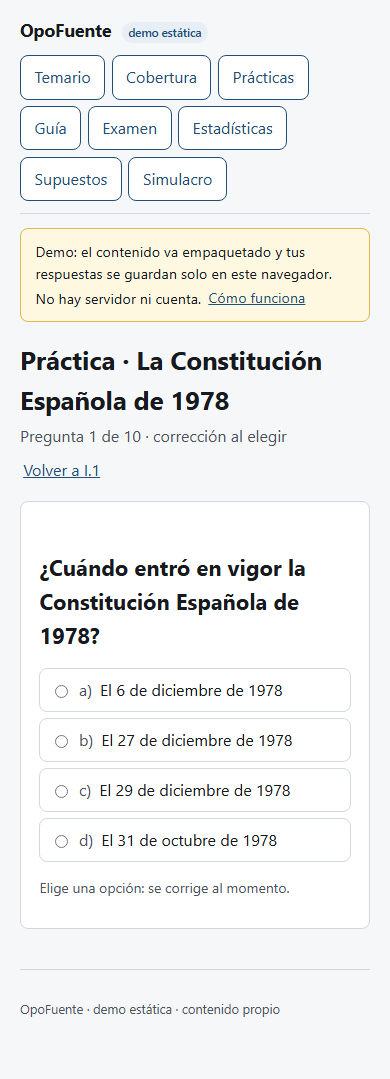 OpoFuente demo estática
Temario Cobertura Prácticas
Guía Examen Estadísticas
Supuestos Simulacro
Demo: el contenido va empaquetado y tus
respuestas se guardan solo en este navegador.
No hay servidor ni cuenta. Cómo funciona
Práctica · La Constitución
Española de 1978
Pregunta 1 de 10 · corrección al elegir
Volver a I.1
¿Cuándo entró en vigor la
Constitución Española de
1978?
a) El 6 de diciembre de 1978
b) El 27 de diciembre de 1978
c) El 29 de diciembre de 1978
d) El 31 de octubre de 1978
Elige una opción: se corrige al momento.
OpoFuente · demo estática · contenido propio